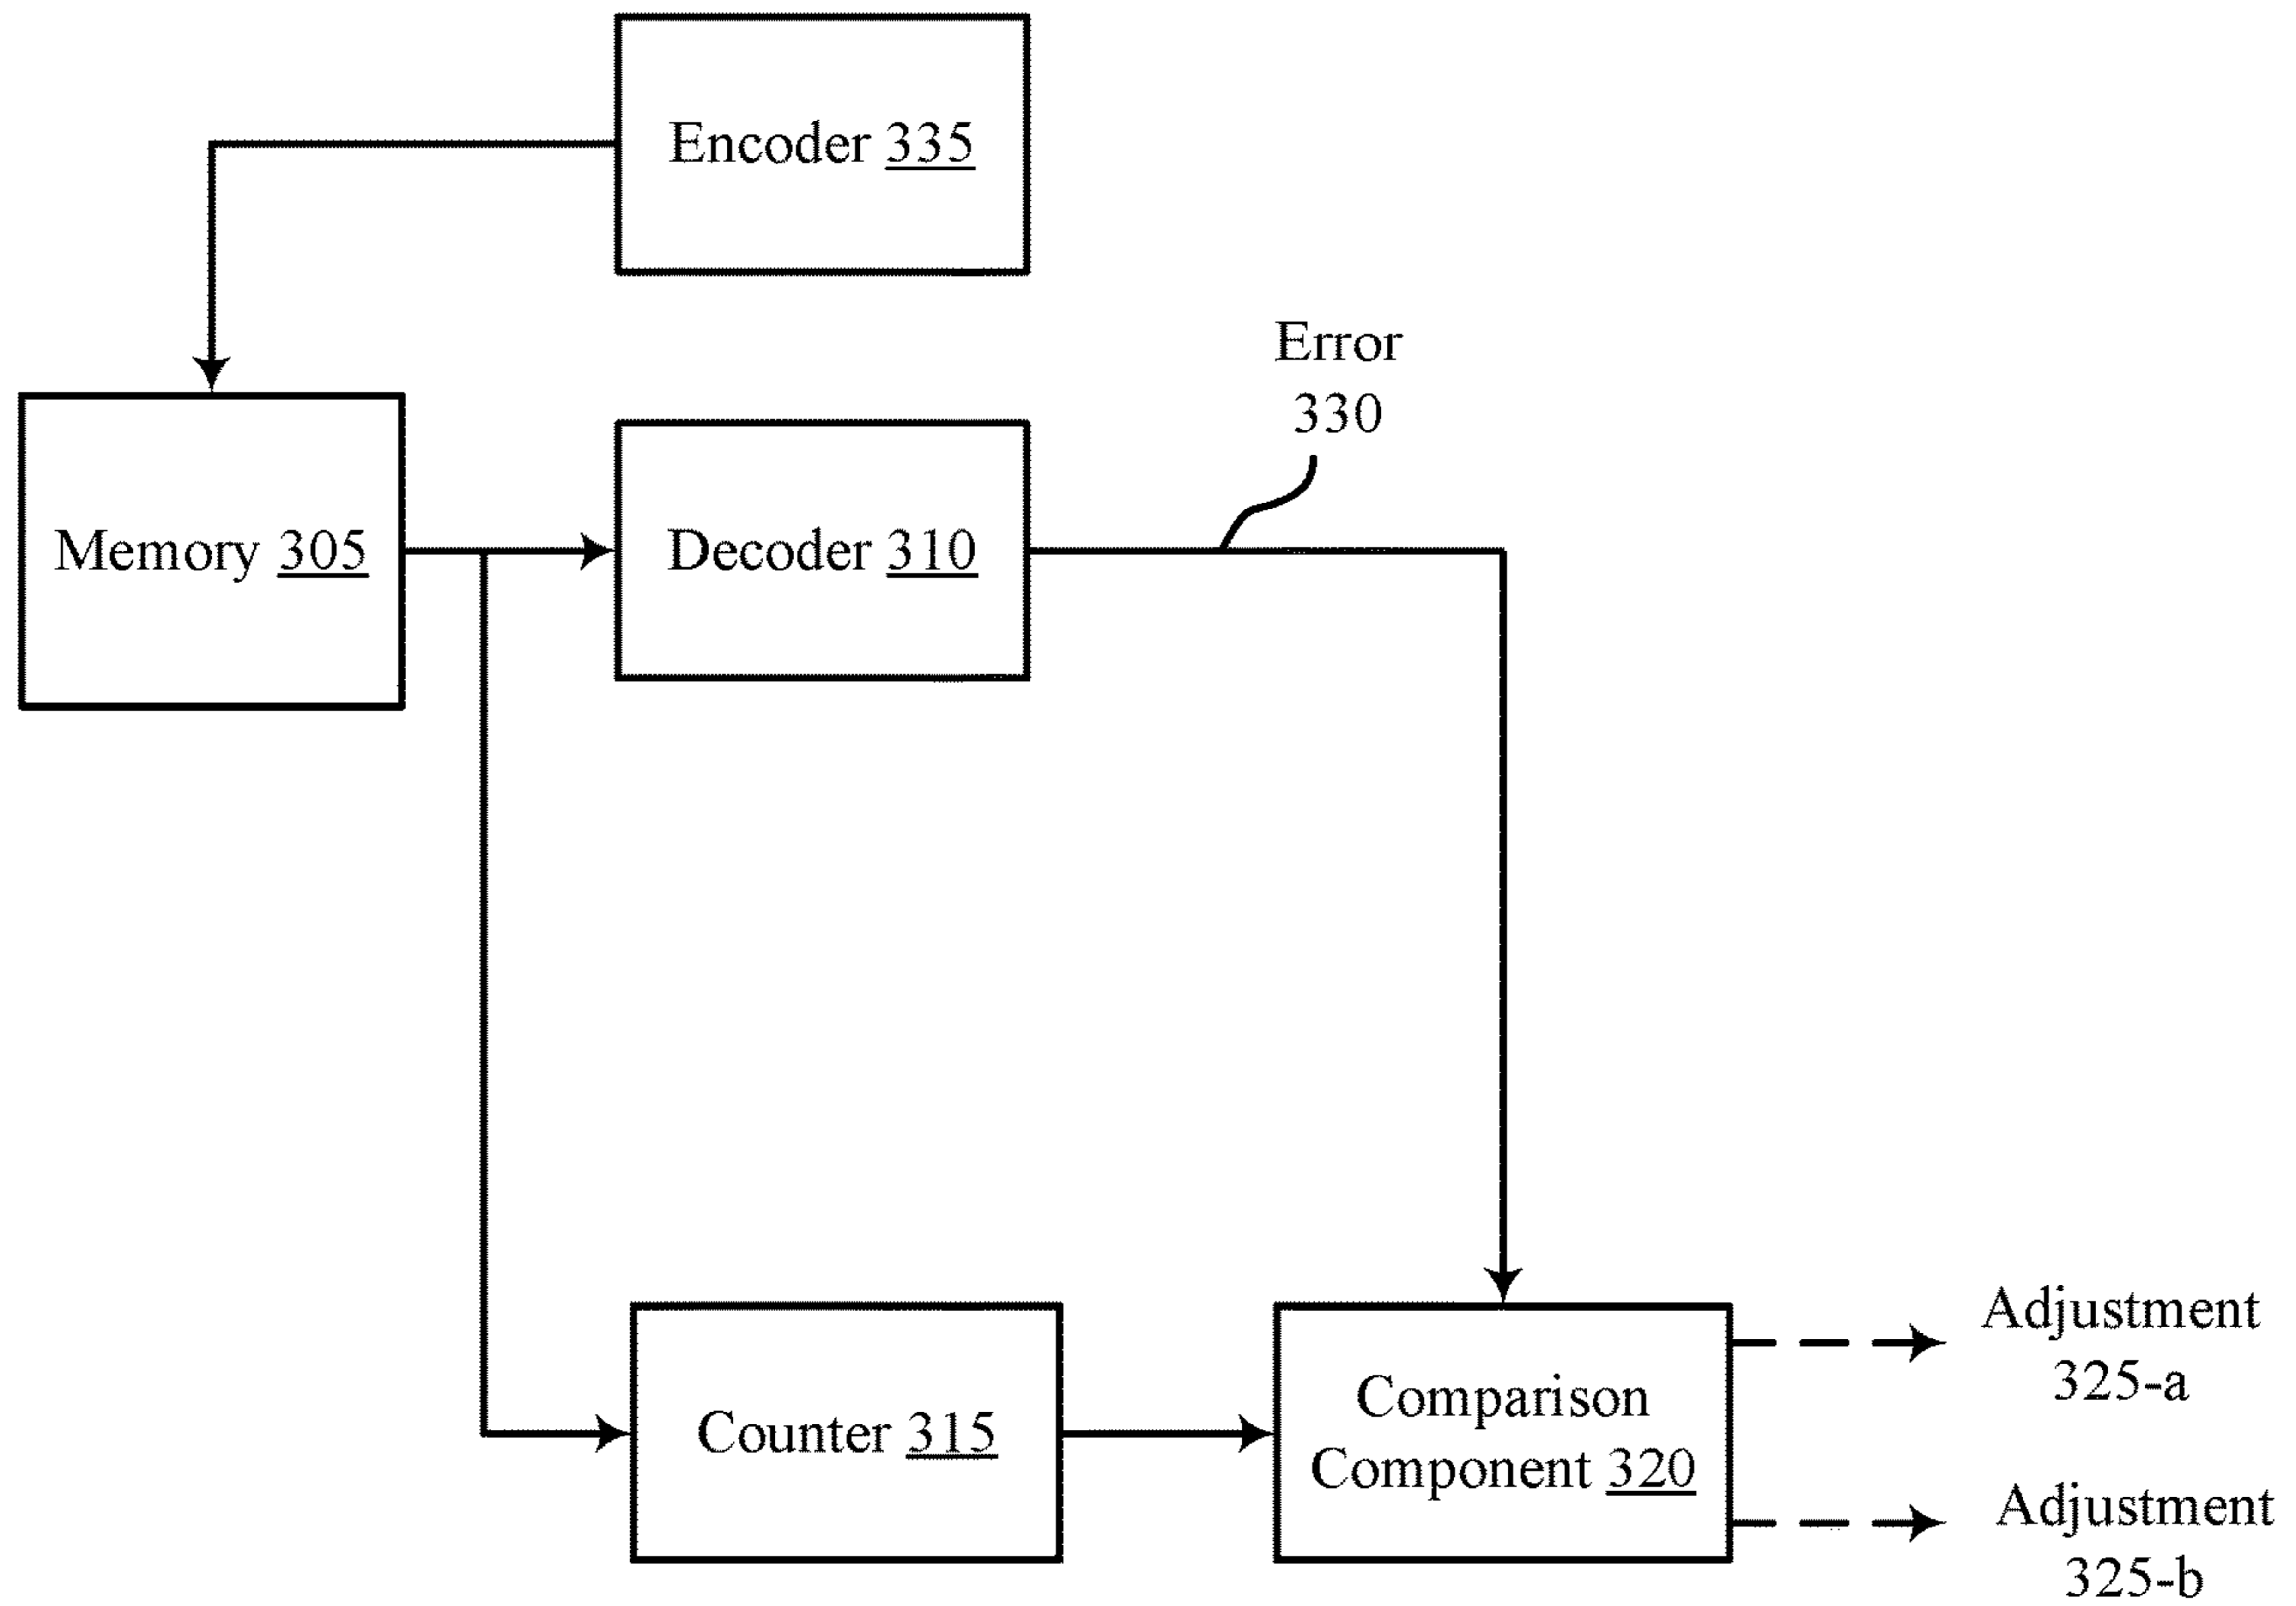 Encoder 335
Error
330
Memory 305
Decoder 310
Adjustment
325-a
Counter 315
Comparison
Component 320
Adjustment
325-b